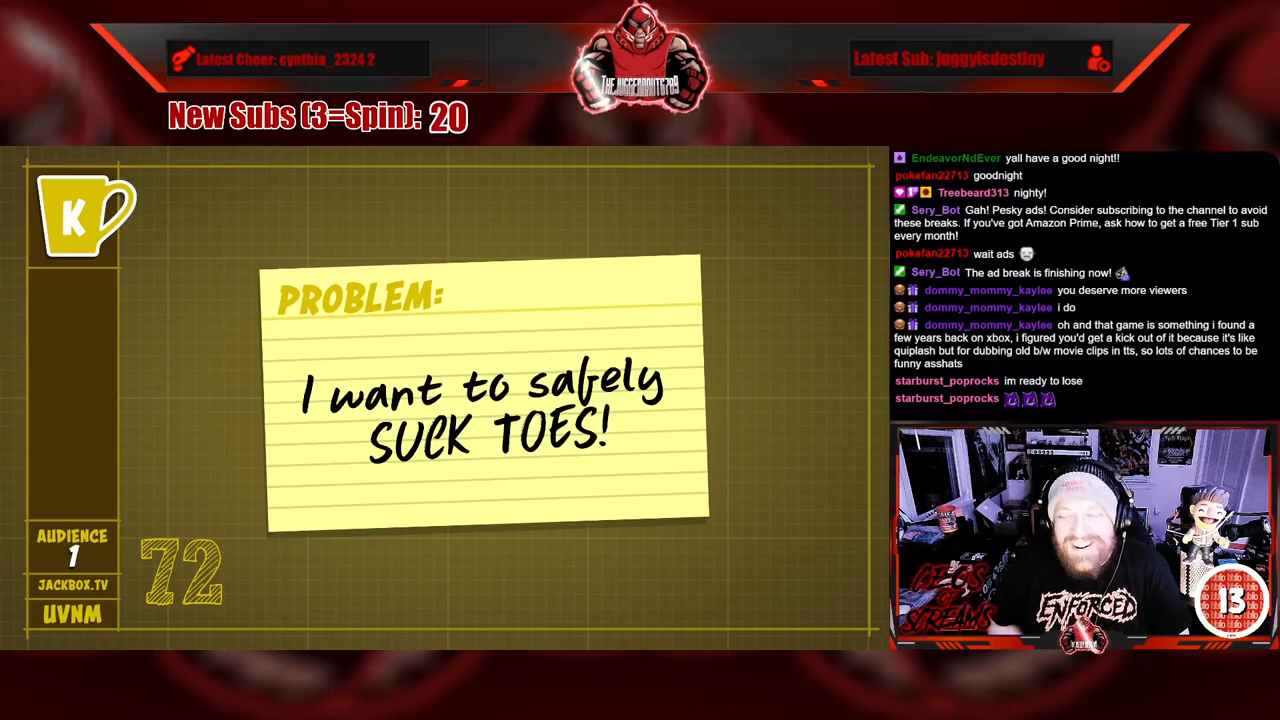 Latest Cheer: cynthia_2324 2
THEJUGGERNAUT6789
Latest Sub: juggyisdestiny
New Subs (3=Spin): 20
K
PROBLEM:
I want to safely
SUCK TOES!
AUDIENCE
1
JACKBOX.TV
UVNM
72
EndeavorNdEver yall have a good night!!
pokefan22713 goodnight
Treebeard313 nighty!
Sery_Bot Gah! Pesky ads! Consider subscribing to the channel to avoid
these breaks. If you've got Amazon Prime, ask how to get a free Tier 1 sub
every month!
pokefan22713 wait ads
Sery_Bot The ad break is finishing now!
dommy_mommy_kaylee you deserve more viewers
dommy_mommy_kaylee i do
dommy_mommy_kaylee oh and that game is something i found a
few years back on xbox, i figured you'd get a kick out of it because it's like
quiplash but for dubbing old b/w movie clips in tts, so lots of chances to be
funny asshats
starburst_poprocks im ready to lose
starburst_poprocks
ENFORCED
SCREAMS
13